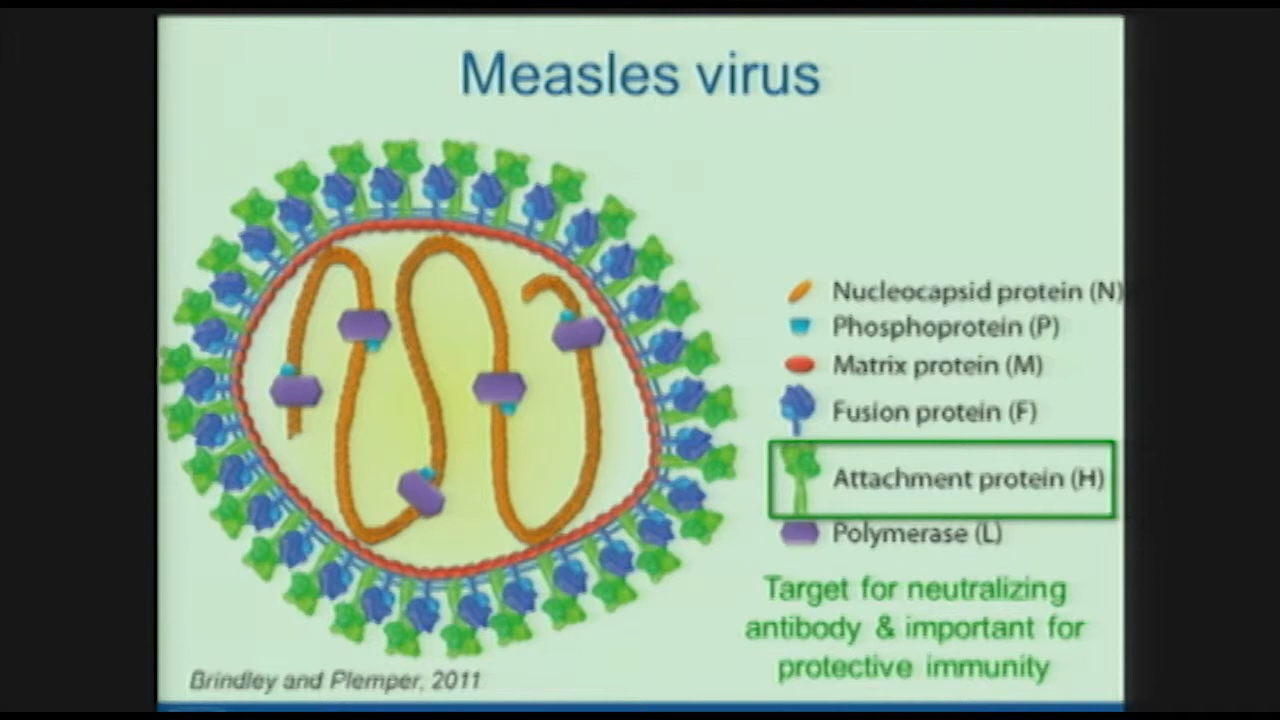 Measles virus
Nucleocapsid protein (N)
Phosphoprotein (P)
Matrix protein (M)
Fusion protein (F)
Attachment protein (H)
Polymerase (L)
Target for neutralizing
antibody & important for
protective immunity
Brindley and Plemper, 2011